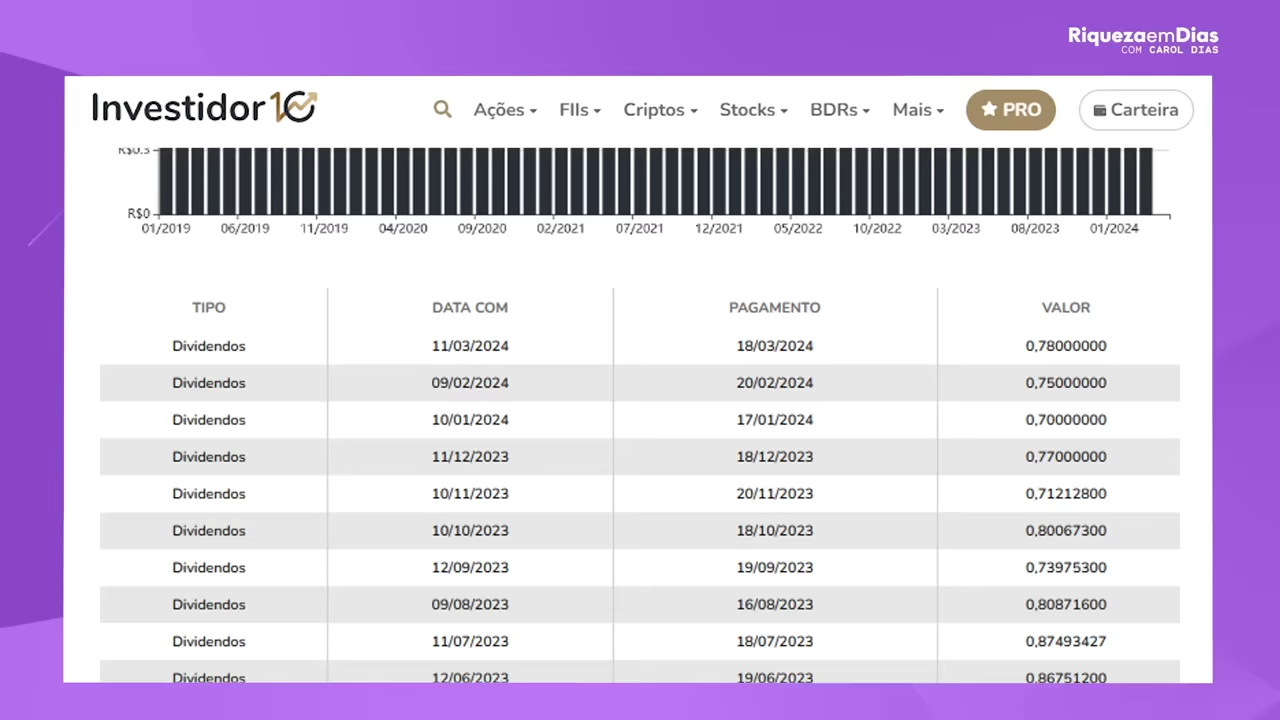 RiquezaemDias
COM CAROL DIAS
Investidor10
Ações FIIs Criptos Stocks BDRs Mais PRO Carteira
R$0.3
R$0
01/2019 06/2019 11/2019 04/2020 09/2020 02/2021 07/2021 12/2021 05/2022 10/2022 03/2023 08/2023 01/2024
TIPO DATA COM PAGAMENTO VALOR
Dividendos 11/03/2024 18/03/2024 0,78000000
Dividendos 09/02/2024 20/02/2024 0,75000000
Dividendos 10/01/2024 17/01/2024 0,70000000
Dividendos 11/12/2023 18/12/2023 0,77000000
Dividendos 10/11/2023 20/11/2023 0,71212800
Dividendos 10/10/2023 18/10/2023 0,80067300
Dividendos 12/09/2023 19/09/2023 0,73975300
Dividendos 09/08/2023 16/08/2023 0,80871600
Dividendos 11/07/2023 18/07/2023 0,87493427
Dividendos 12/06/2023 19/06/2023 0,86751200